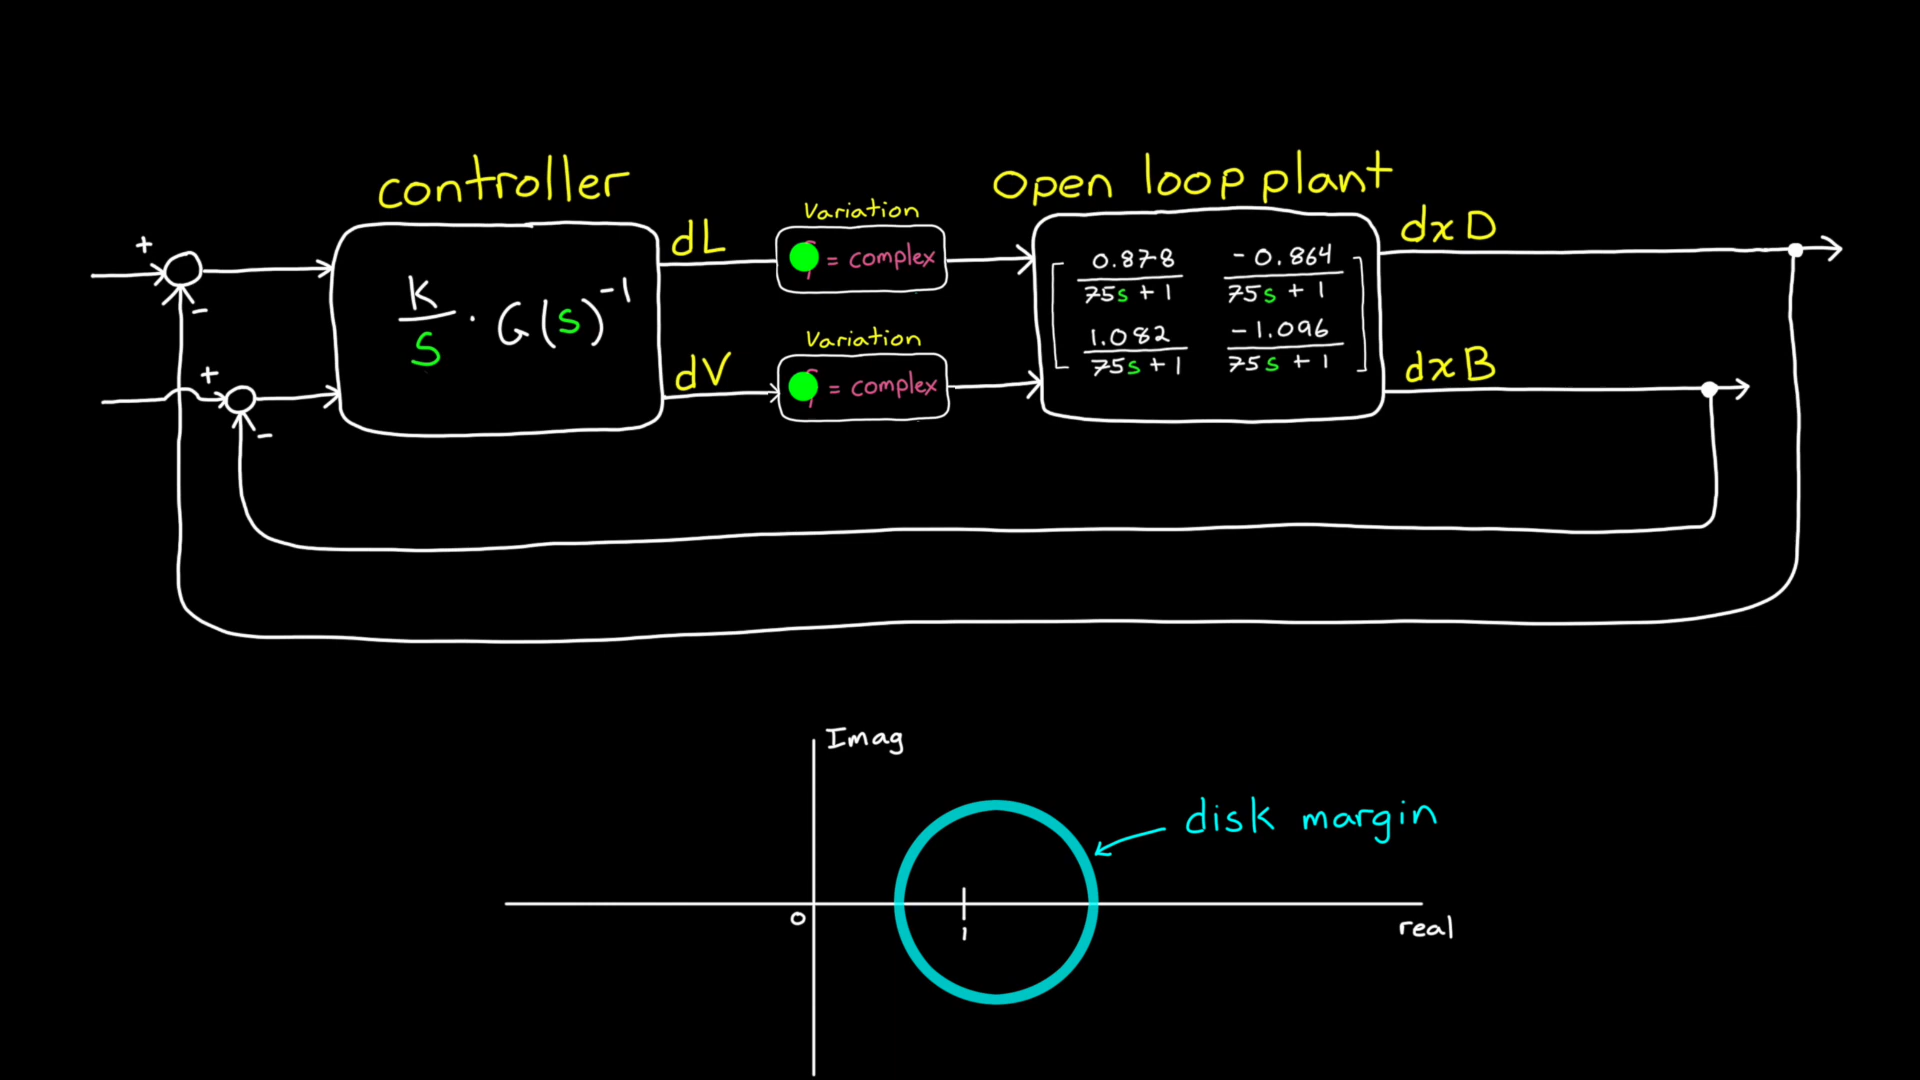 controller
open loop plant
Variation
dL
f = complex
dxD
+
-
K/s · G(s)⁻¹
0.878/75s + 1
-0.864/75s + 1
1.082/75s + 1
-1.096/75s + 1
Variation
dV
f = complex
dxB
+
-
Imag
disk margin
0
1
real